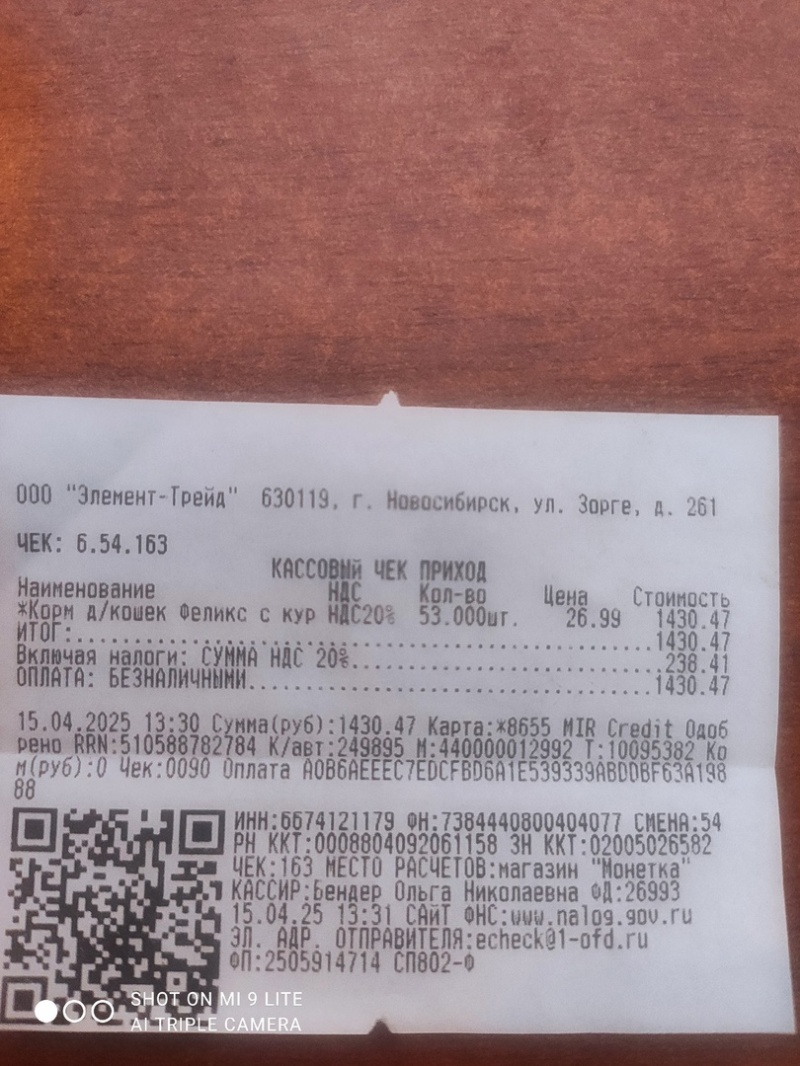 ООО "Элемент-Трейд" 630119, г. Новосибирск, ул. Зорге, д. 261
ЧЕК: 6.54.163
КАССОВЫЙ ЧЕК ПРИХОД
Наименование НДС Кол-во Цена Стоимость
*Корм д/кошек Феликс с кур НДС20% 53.000шт. 26.99 1430.47
ИТОГ:..............................1430.47
Включая налоги: СУММА НДС 20%..............................238.41
ОПЛАТА: БЕЗНАЛИЧНЫМИ..............................1430.47
15.04.2025 13:30 Сумма(руб):1430.47 Карта:*8655 MIR Credit Одоб
рено RRN:510588782784 К/авт:249895 М:440000012992 Т:10095382 Ко
м(руб):0 Чек:0090 Оплата A0B6AEEEC7EDCFBD6A1E539339ABDDBF63A198
88
ИНН:6674121179 ФН:7384440800404077 СМЕНА:54
РН ККТ:0008804092061158 ЗН ККТ:02005026582
ЧЕК:163 МЕСТО РАСЧЕТОВ:магазин "Монетка"
КАССИР:Бендер Ольга Николаевна ФД:26993
15.04.25 13:31 САЙТ ФНС:www.nalog.gov.ru
ЭЛ. АДР. ОТПРАВИТЕЛЯ:echeck@1-ofd.ru
ФП:2505914714 СП802-Ф
SHOT ON MI 9 LITE
AI TRIPLE CAMERA